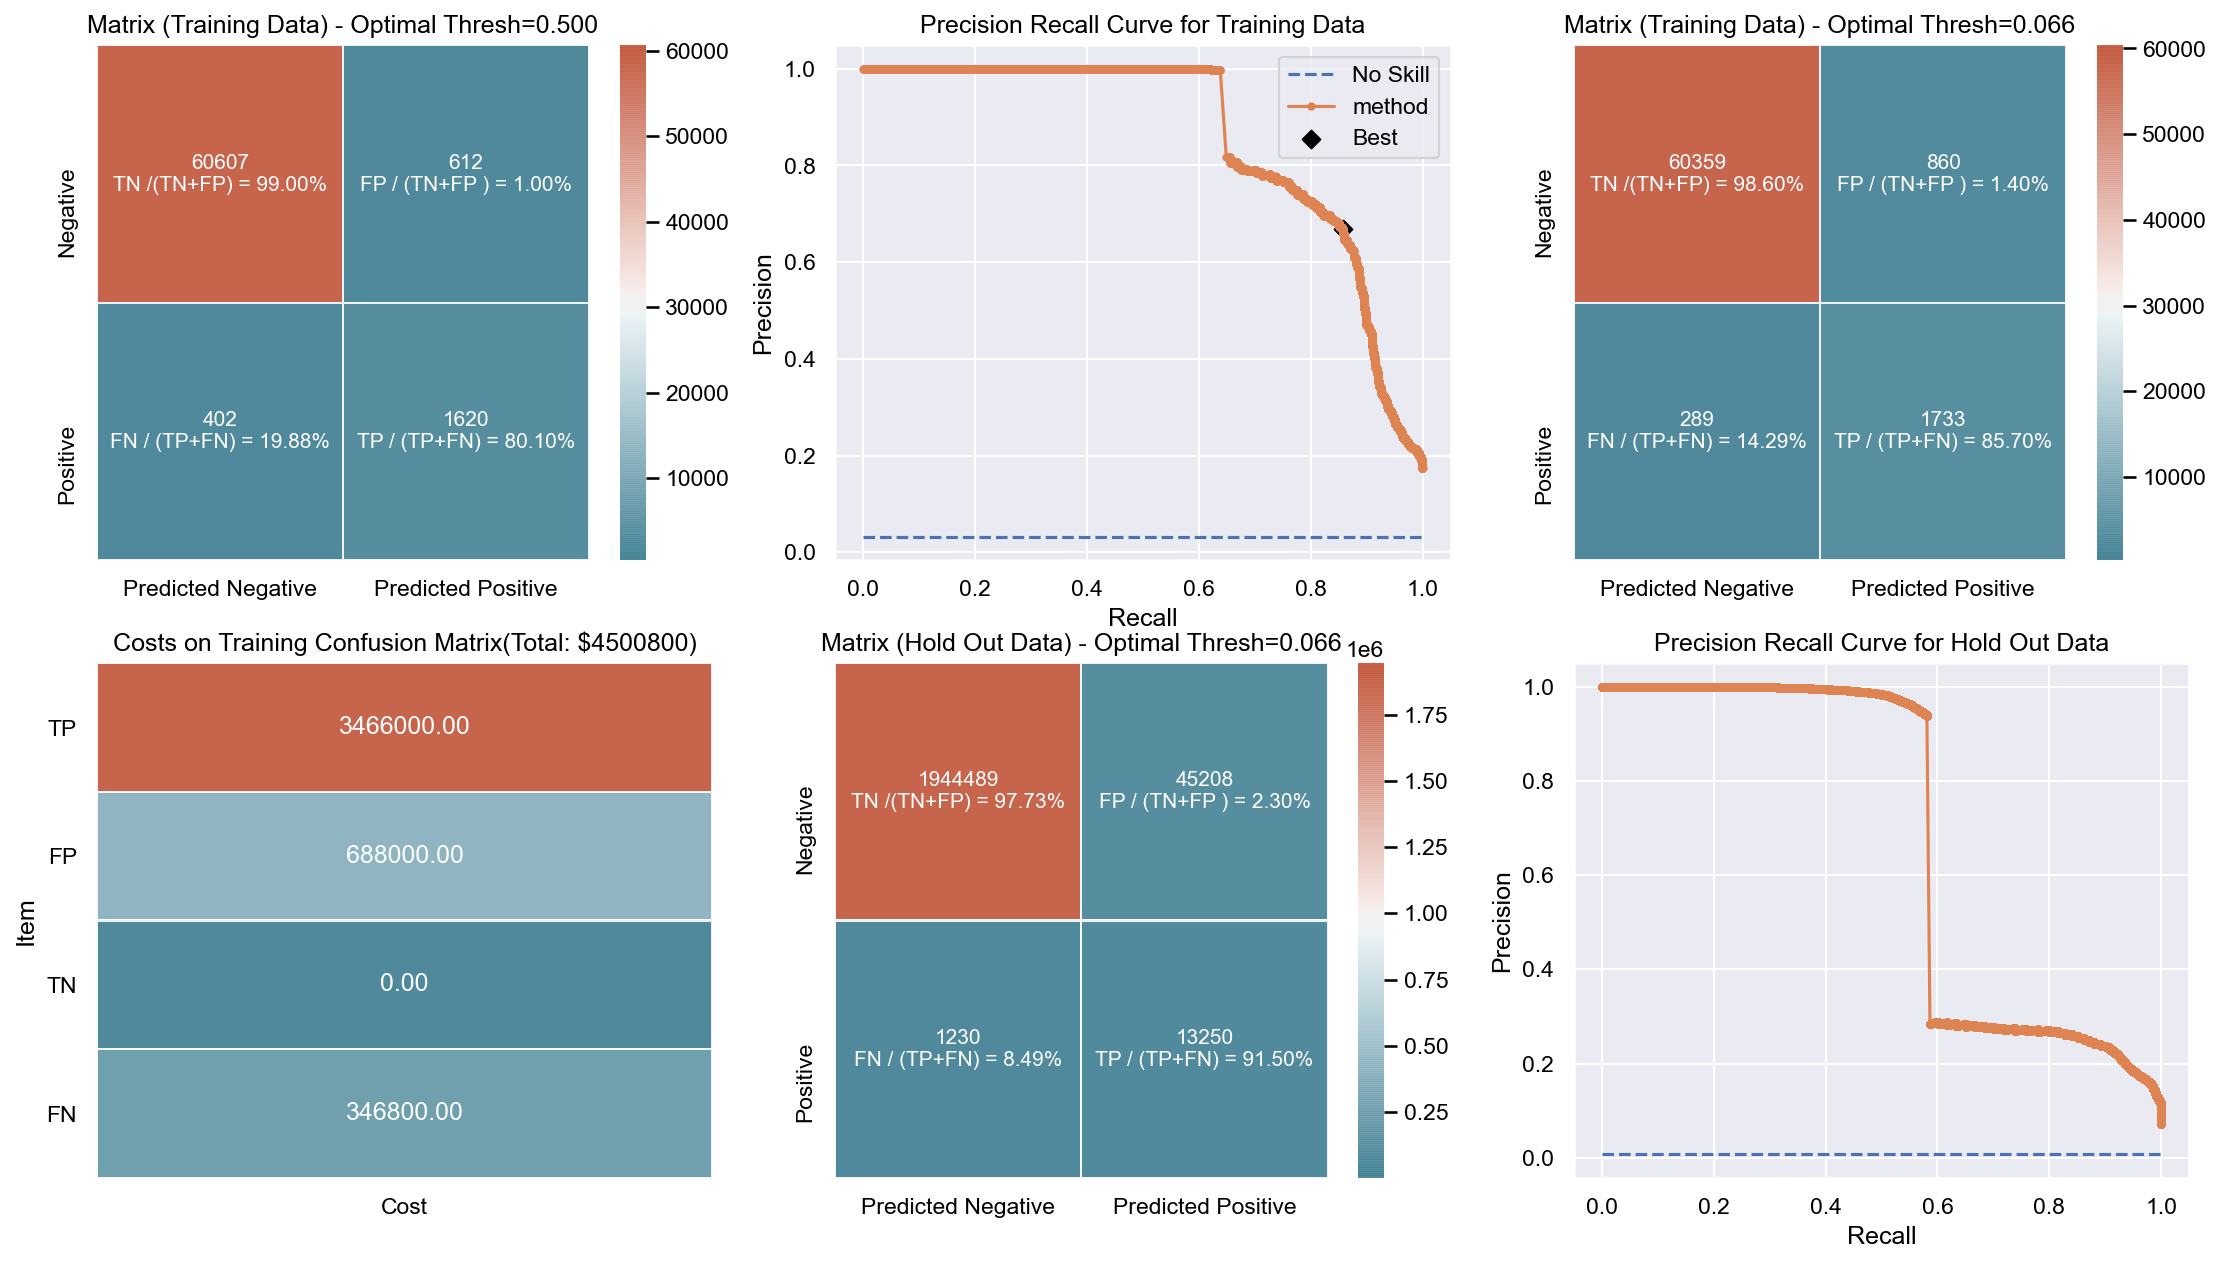 Matrix (Training Data) - Optimal Thresh=0.500
60607
TN /(TN+FP) = 99.00%
612
FP / (TN+FP ) = 1.00%
402
FN / (TP+FN) = 19.88%
1620
TP / (TP+FN) = 80.10%
Negative
Positive
Predicted Negative
Predicted Positive
60000
50000
40000
30000
20000
10000
Precision Recall Curve for Training Data
No Skill
method
Best
1.0
0.8
0.6
0.4
0.2
0.0
Precision
0.0
0.2
0.4
0.6
0.8
1.0
Recall
Matrix (Training Data) - Optimal Thresh=0.066
60359
TN /(TN+FP) = 98.60%
860
FP / (TN+FP ) = 1.40%
289
FN / (TP+FN) = 14.29%
1733
TP / (TP+FN) = 85.70%
Negative
Positive
Predicted Negative
Predicted Positive
60000
50000
40000
30000
20000
10000
Costs on Training Confusion Matrix(Total: $4500800)
TP
FP
TN
FN
Item
3466000.00
688000.00
0.00
346800.00
Cost
Matrix (Hold Out Data) - Optimal Thresh=0.066
1e6
1944489
TN /(TN+FP) = 97.73%
45208
FP / (TN+FP ) = 2.30%
1230
FN / (TP+FN) = 8.49%
13250
TP / (TP+FN) = 91.50%
Negative
Positive
Predicted Negative
Predicted Positive
1.75
1.50
1.25
1.00
0.75
0.50
0.25
Precision Recall Curve for Hold Out Data
1.0
0.8
0.6
0.4
0.2
0.0
Precision
0.0
0.2
0.4
0.6
0.8
1.0
Recall